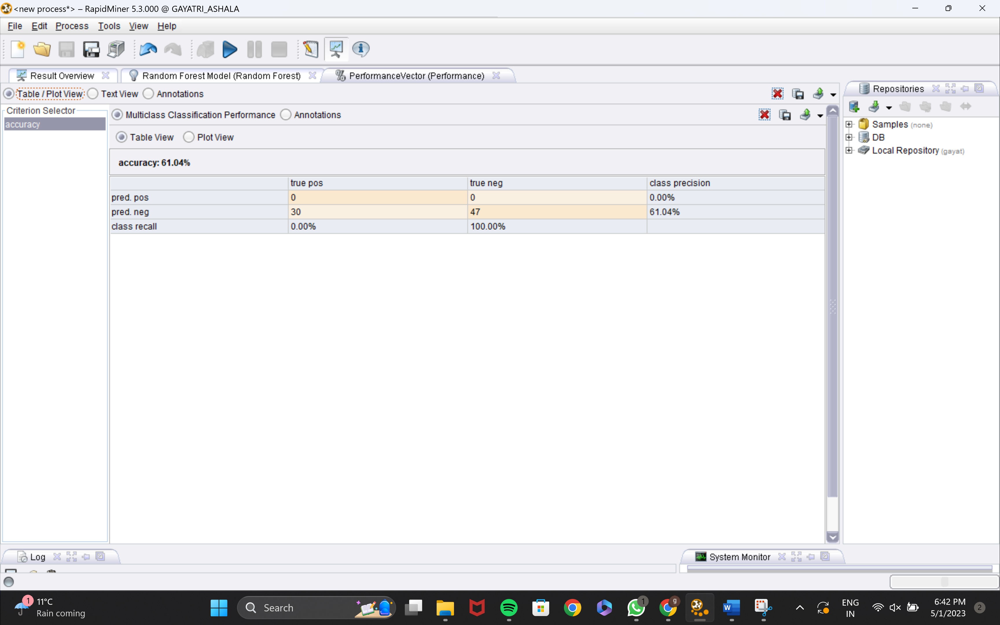 <new process*> – RapidMiner 5.3.000 @ GAYATRI_ASHALA
File Edit Process Tools View Help
Result Overview Random Forest Model (Random Forest) PerformanceVector (Performance)
Repositories
Table / Plot View Text View Annotations
Criterion Selector
accuracy
Multiclass Classification Performance Annotations
Table View Plot View
accuracy: 61.04%
true pos true neg class precision
pred. pos 0 0 0.00%
pred. neg 30 47 61.04%
class recall 0.00% 100.00%
Samples (none)
DB
Local Repository (gayat)
Log
System Monitor
1
11°C
Rain coming
Search
1
g
ENG
IN
6:42 PM
5/1/2023
2